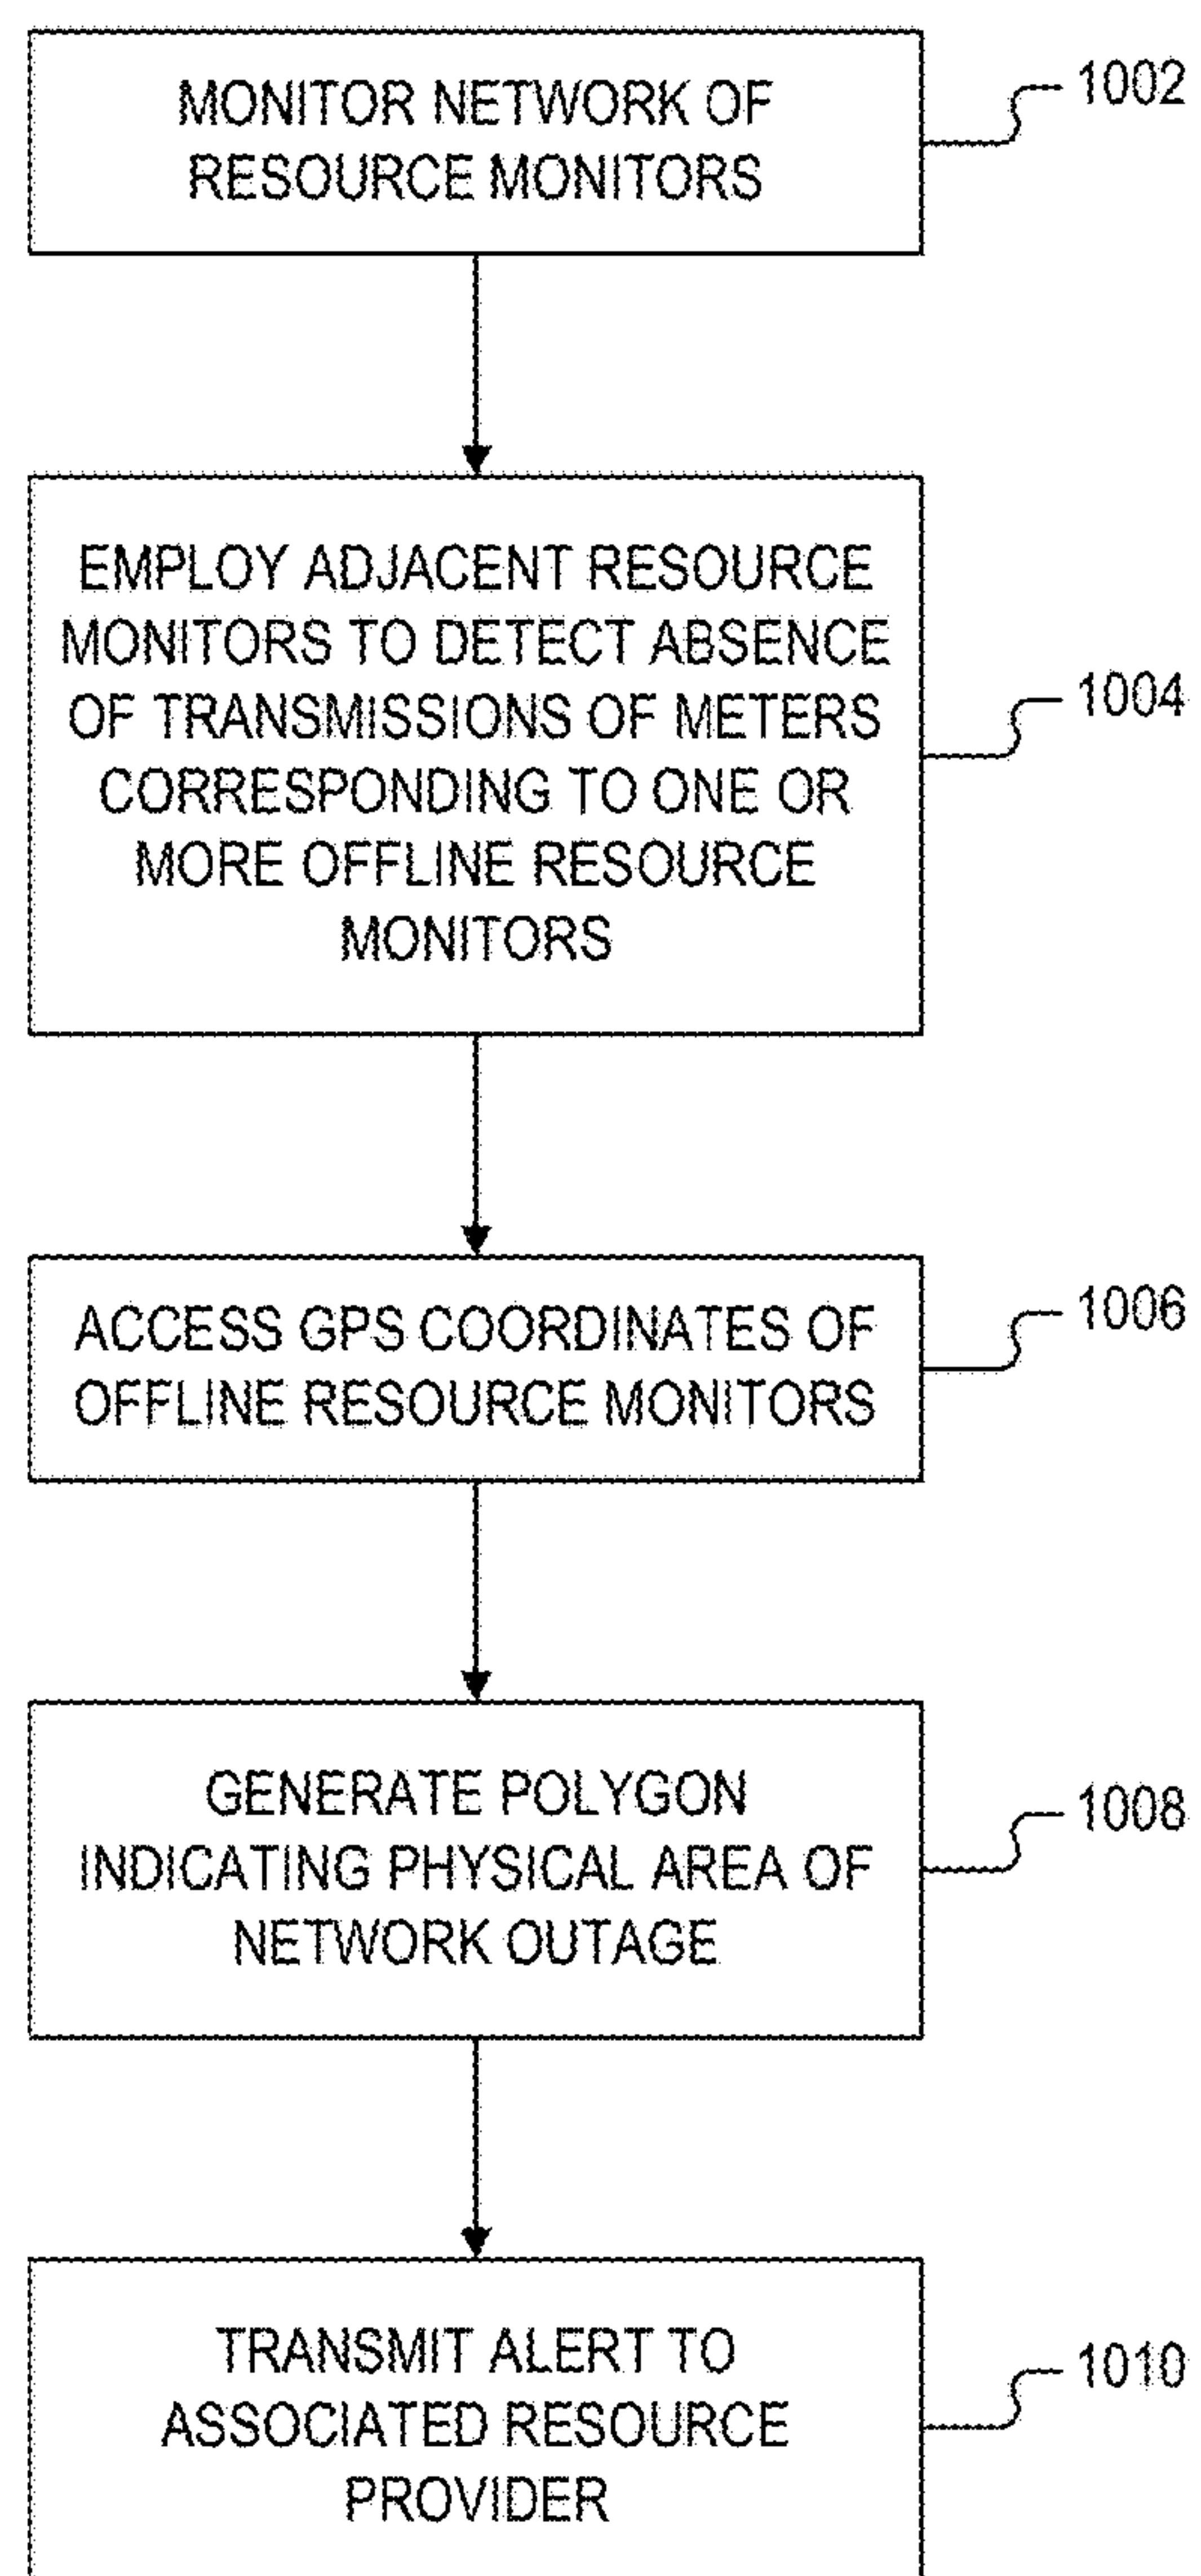 MONITOR NETWORK OF
RESOURCE MONITORS
1002
EMPLOY ADJACENT RESOURCE
MONITORS TO DETECT ABSENCE
OF TRANSMISSIONS OF METERS
CORRESPONDING TO ONE OR
MORE OFFLINE RESOURCE
MONITORS
1004
ACCESS GPS COORDINATES OF
OFFLINE RESOURCE MONITORS
1006
GENERATE POLYGON
INDICATING PHYSICAL AREA OF
NETWORK OUTAGE
1008
TRANSMIT ALERT TO
ASSOCIATED RESOURCE
PROVIDER
1010